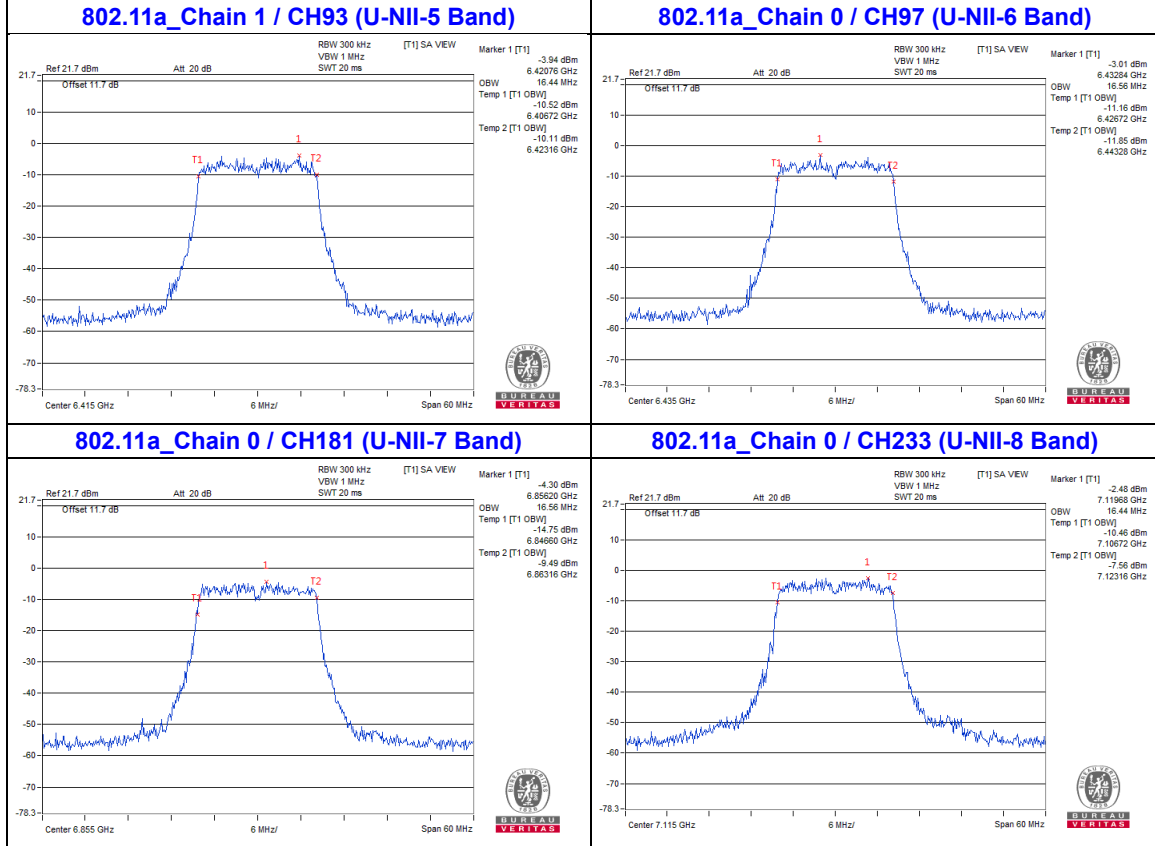 802.11a_Chain 1 / CH93 (U-NII-5 Band)
RBW 300 kHz [T1] SA VIEW
VBW 1 MHz
SWT 20 ms
Ref 21.7 dBm Att 20 dB
Offset 11.7 dB
Marker 1 [T1]
-3.94 dBm
6.42076 GHz
OBW 16.44 MHz
Temp 1 [T1 OBW]
-10.52 dBm
6.40672 GHz
Temp 2 [T1 OBW]
-10.11 dBm
6.42316 GHz
21.7
10
0
-10
-20
-30
-40
-50
-60
-70
-78.3
T1
1
T2
Center 6.415 GHz 6 MHz/ Span 60 MHz
BUREAU VERITAS
1828
BUREAU
VERITAS
802.11a_Chain 0 / CH97 (U-NII-6 Band)
RBW 300 kHz [T1] SA VIEW
VBW 1 MHz
SWT 20 ms
Ref 21.7 dBm Att 20 dB
Offset 11.7 dB
Marker 1 [T1]
-3.01 dBm
6.43284 GHz
OBW 16.56 MHz
Temp 1 [T1 OBW]
-11.16 dBm
6.42672 GHz
Temp 2 [T1 OBW]
-11.85 dBm
6.44328 GHz
21.7
10
0
-10
-20
-30
-40
-50
-60
-70
-78.3
T1
1
T2
Center 6.435 GHz 6 MHz/ Span 60 MHz
BUREAU VERITAS
1828
BUREAU
VERITAS
802.11a_Chain 0 / CH181 (U-NII-7 Band)
RBW 300 kHz [T1] SA VIEW
VBW 1 MHz
SWT 20 ms
Ref 21.7 dBm Att 20 dB
Offset 11.7 dB
Marker 1 [T1]
-4.30 dBm
6.85620 GHz
OBW 16.56 MHz
Temp 1 [T1 OBW]
-14.75 dBm
6.84660 GHz
Temp 2 [T1 OBW]
-9.49 dBm
6.86316 GHz
21.7
10
0
-10
-20
-30
-40
-50
-60
-70
-78.3
T1
1
T2
Center 6.855 GHz 6 MHz/ Span 60 MHz
BUREAU VERITAS
1828
BUREAU
VERITAS
802.11a_Chain 0 / CH233 (U-NII-8 Band)
RBW 300 kHz [T1] SA VIEW
VBW 1 MHz
SWT 20 ms
Ref 21.7 dBm Att 20 dB
Offset 11.7 dB
Marker 1 [T1]
-2.48 dBm
7.11968 GHz
OBW 16.44 MHz
Temp 1 [T1 OBW]
-10.46 dBm
7.10672 GHz
Temp 2 [T1 OBW]
-7.56 dBm
7.12316 GHz
21.7
10
0
-10
-20
-30
-40
-50
-60
-70
-78.3
T1
1
T2
Center 7.115 GHz 6 MHz/ Span 60 MHz
BUREAU VERITAS
1828
BUREAU
VERITAS